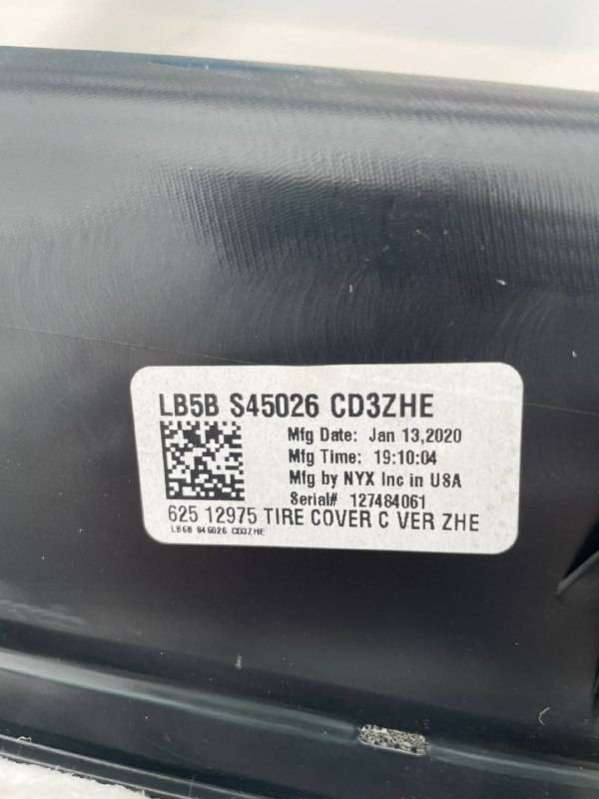 LB5B S45026 CD3ZHE
Mfg Date: Jan 13,2020
Mfg Time: 19:10:04
Mfg by NYX Inc in USA
Serial# 127484061
625 12975 TIRE COVER C VER ZHE
LB5B S45026 CD3ZHE